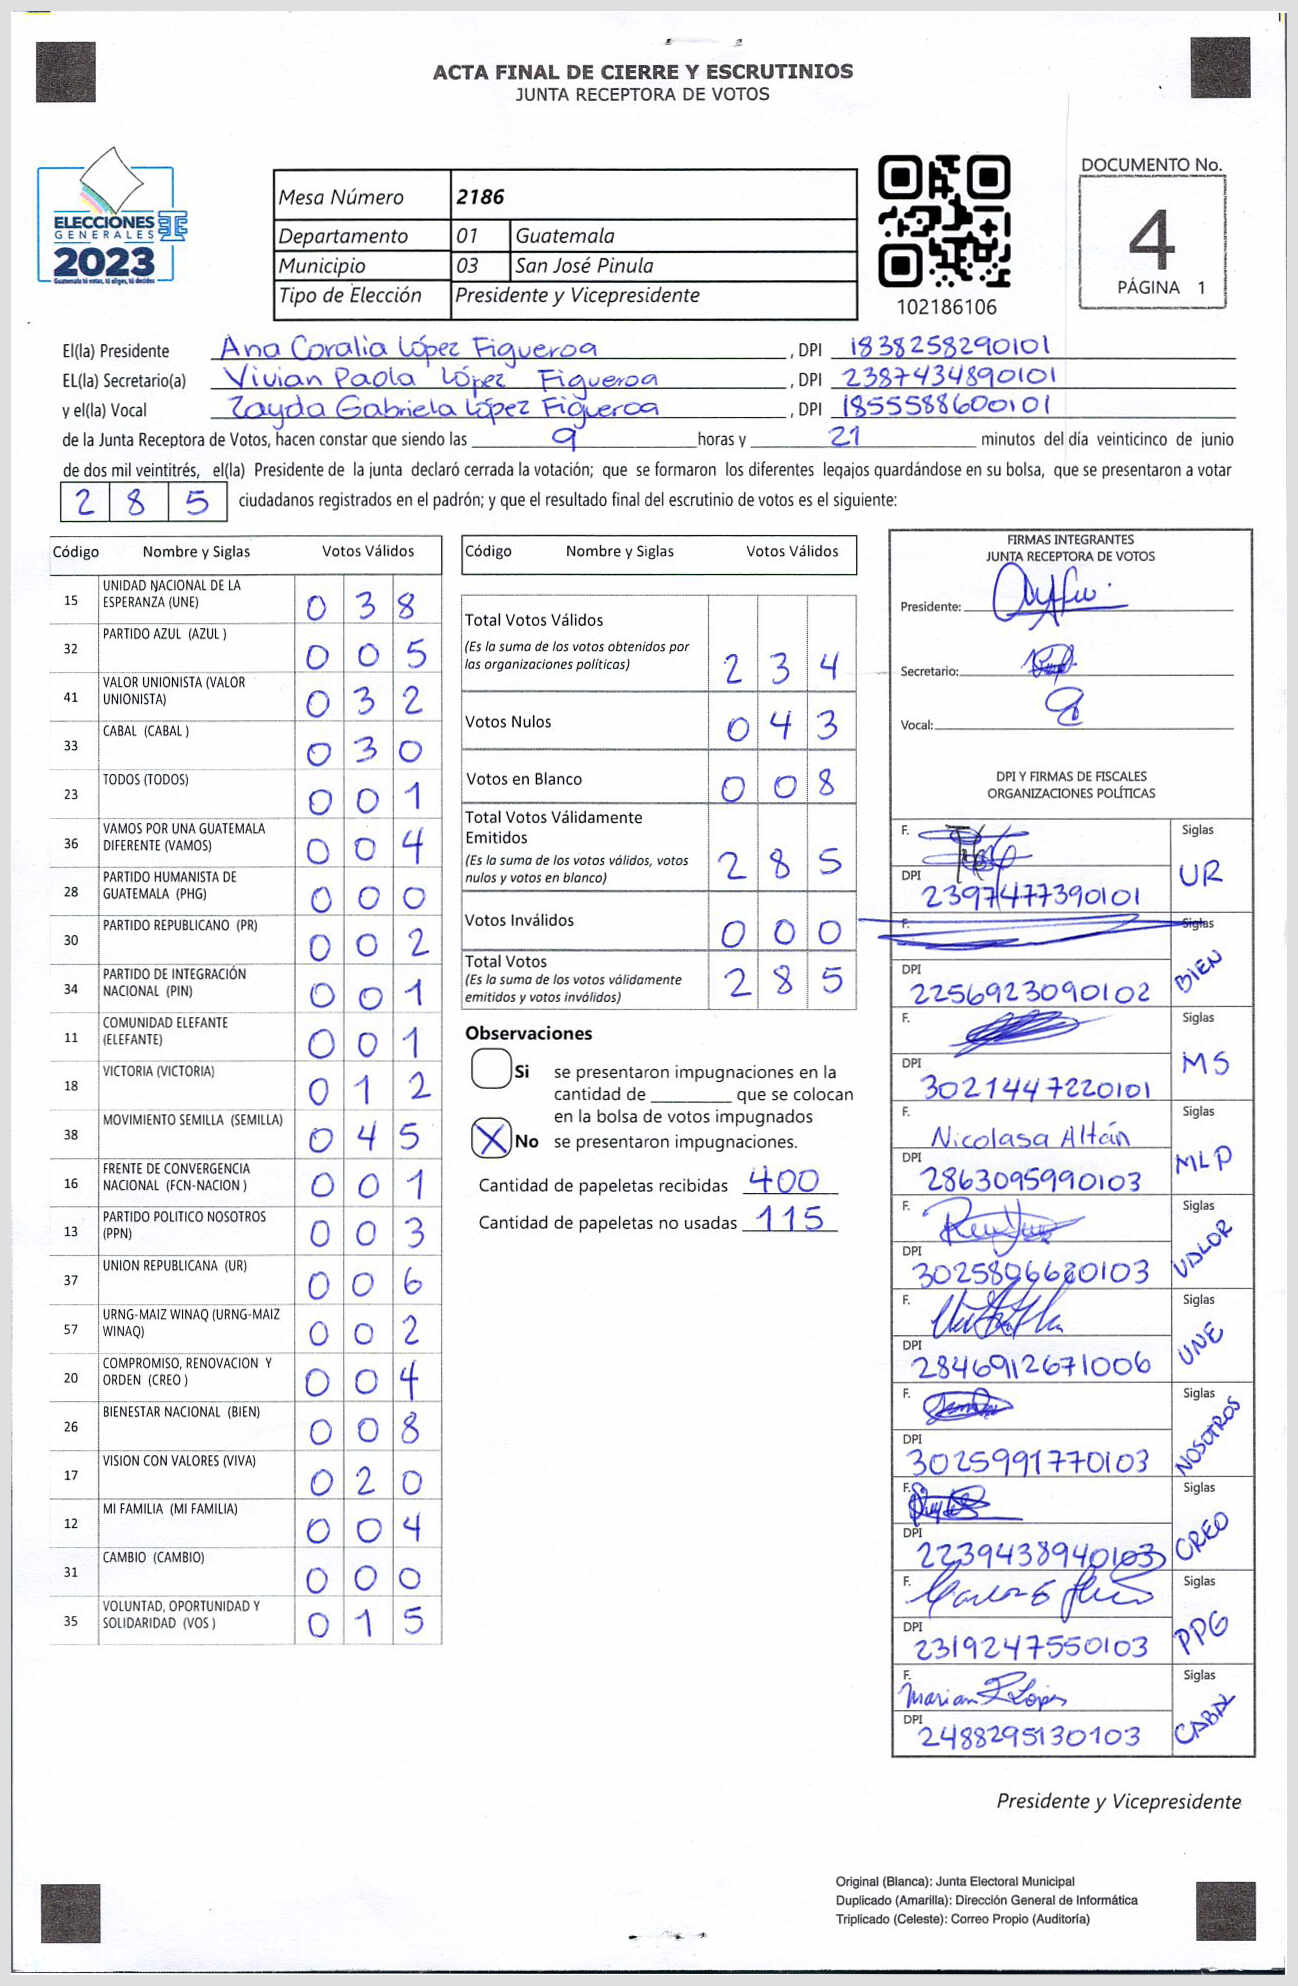 ACTA FINAL DE CIERRE Y ESCRUTINIOS
JUNTA RECEPTORA DE VOTOS
ELECCIONES
GENERALES
2023
Guatemala tú votas, tú eliges, tú decides
Mesa Número 2186
Departamento 01 Guatemala
Municipio 03 San José Pinula
Tipo de Elección Presidente y Vicepresidente
102186106
DOCUMENTO No.
4
PÁGINA 1
El(la) Presidente Ana Coralia López Figueroa , DPI 1838258290101
EL(la) Secretario(a) Vivian Paola López Figueroa , DPI 2387434890101
y el(la) Vocal Zayda Gabriela López Figueroa , DPI 1855588600101
de la Junta Receptora de Votos, hacen constar que siendo las 9 horas y 21 minutos del día veinticinco de junio
de dos mil veintitrés, el(la) Presidente de la junta declaró cerrada la votación; que se formaron los diferentes legajos guardándose en su bolsa, que se presentaron a votar
2 8 5 ciudadanos registrados en el padrón; y que el resultado final del escrutinio de votos es el siguiente:
Código Nombre y Siglas Votos Válidos
15 UNIDAD NACIONAL DE LA ESPERANZA (UNE) 0 3 8
32 PARTIDO AZUL (AZUL ) 0 0 5
41 VALOR UNIONISTA (VALOR UNIONISTA) 0 3 2
33 CABAL (CABAL ) 0 3 0
23 TODOS (TODOS) 0 0 1
36 VAMOS POR UNA GUATEMALA DIFERENTE (VAMOS) 0 0 4
28 PARTIDO HUMANISTA DE GUATEMALA (PHG) 0 0 0
30 PARTIDO REPUBLICANO (PR) 0 0 2
34 PARTIDO DE INTEGRACIÓN NACIONAL (PIN) 0 0 1
11 COMUNIDAD ELEFANTE (ELEFANTE) 0 0 1
18 VICTORIA (VICTORIA) 0 1 2
38 MOVIMIENTO SEMILLA (SEMILLA) 0 4 5
16 FRENTE DE CONVERGENCIA NACIONAL (FCN-NACION ) 0 0 1
13 PARTIDO POLITICO NOSOTROS (PPN) 0 0 3
37 UNION REPUBLICANA (UR) 0 0 6
57 URNG-MAIZ WINAQ (URNG-MAIZ WINAQ) 0 0 2
20 COMPROMISO, RENOVACION Y ORDEN (CREO ) 0 0 4
26 BIENESTAR NACIONAL (BIEN) 0 0 8
17 VISION CON VALORES (VIVA) 0 2 0
12 MI FAMILIA (MI FAMILIA) 0 0 4
31 CAMBIO (CAMBIO) 0 0 0
35 VOLUNTAD, OPORTUNIDAD Y SOLIDARIDAD (VOS ) 0 1 5
Código Nombre y Siglas Votos Válidos
Total Votos Válidos
(Es la suma de los votos obtenidos por
las organizaciones políticas) 2 3 4
Votos Nulos 0 4 3
Votos en Blanco 0 0 8
Total Votos Válidamente
Emitidos
(Es la suma de los votos válidos, votos
nulos y votos en blanco) 2 8 5
Votos Inválidos 0 0 0
Total Votos
(Es la suma de los votos válidamente
emitidos y votos inválidos) 2 8 5
Observaciones
Si se presentaron impugnaciones en la
cantidad de ________ que se colocan
en la bolsa de votos impugnados
X No se presentaron impugnaciones.
Cantidad de papeletas recibidas 400
Cantidad de papeletas no usadas 115
FIRMAS INTEGRANTES
JUNTA RECEPTORA DE VOTOS
Presidente:
Secretario:
Vocal:
DPI Y FIRMAS DE FISCALES
ORGANIZACIONES POLÍTICAS
F. Siglas
DPI 2397477390101 UR
F. Siglas
DPI 2256923090102 BIEN
F. Siglas
DPI 3021447220101 MS
F. Nicolasa Altán Siglas
DPI 2863095990103 MLP
F. Siglas
DPI 3025896620103 VALOR
F. Siglas
DPI 2846912671006 UNE
F. Siglas
DPI 3025991770103 NOSOTROS
F. Siglas
DPI 2239438940103 CREO
F. Siglas
DPI 2319247550103 PPG
F. Marian López Siglas
DPI 2488295130103 CABAL
Presidente y Vicepresidente
Original (Blanca): Junta Electoral Municipal
Duplicado (Amarilla): Dirección General de Informática
Triplicado (Celeste): Correo Propio (Auditoría)